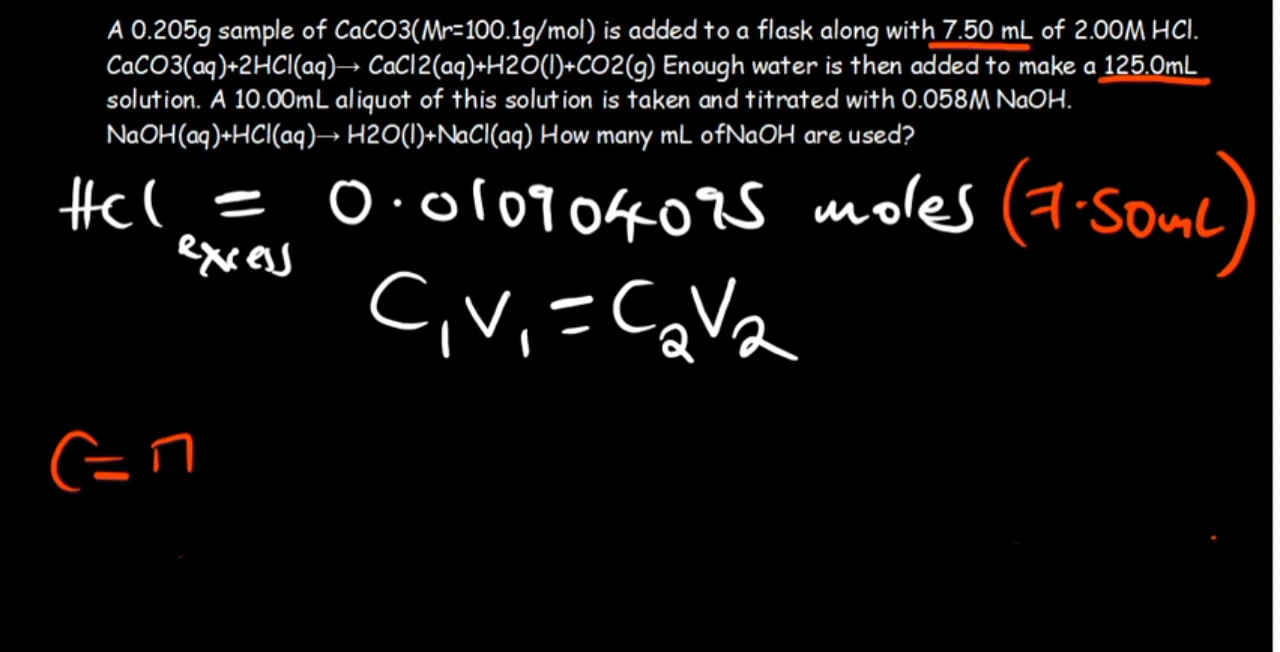 A 0.205g sample of CaCO3(Mr=100.1g/mol) is added to a flask along with 7.50 mL of 2.00M HCl.
CaCO3(aq)+2HCl(aq)→ CaCl2(aq)+H2O(l)+CO2(g) Enough water is then added to make a 125.0mL
solution. A 10.00mL aliquot of this solution is taken and titrated with 0.058M NaOH.
NaOH(aq)+HCl(aq)→ H2O(l)+NaCl(aq) How many mL ofNaOH are used?
HCl excess = 0.010904095 moles (7.50mL)
C₁V₁=C₂V₂
C=n